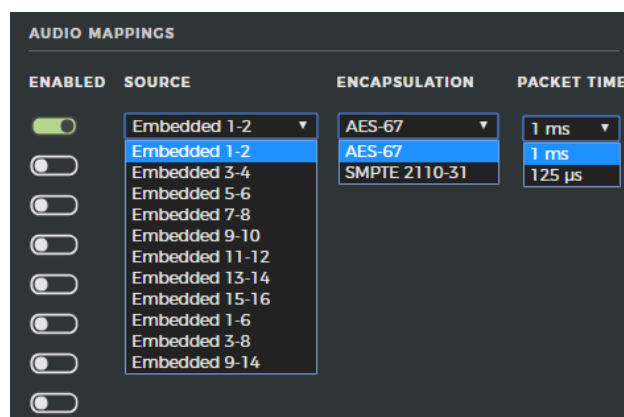 AUDIO MAPPINGS
ENABLED SOURCE ENCAPSULATION PACKET TIME
Embedded 1-2 AES-67 1 ms
Embedded 1-2 AES-67 1 ms
Embedded 3-4 SMPTE 2110-31 125 µs
Embedded 5-6
Embedded 7-8
Embedded 9-10
Embedded 11-12
Embedded 13-14
Embedded 15-16
Embedded 1-6
Embedded 3-8
Embedded 9-14